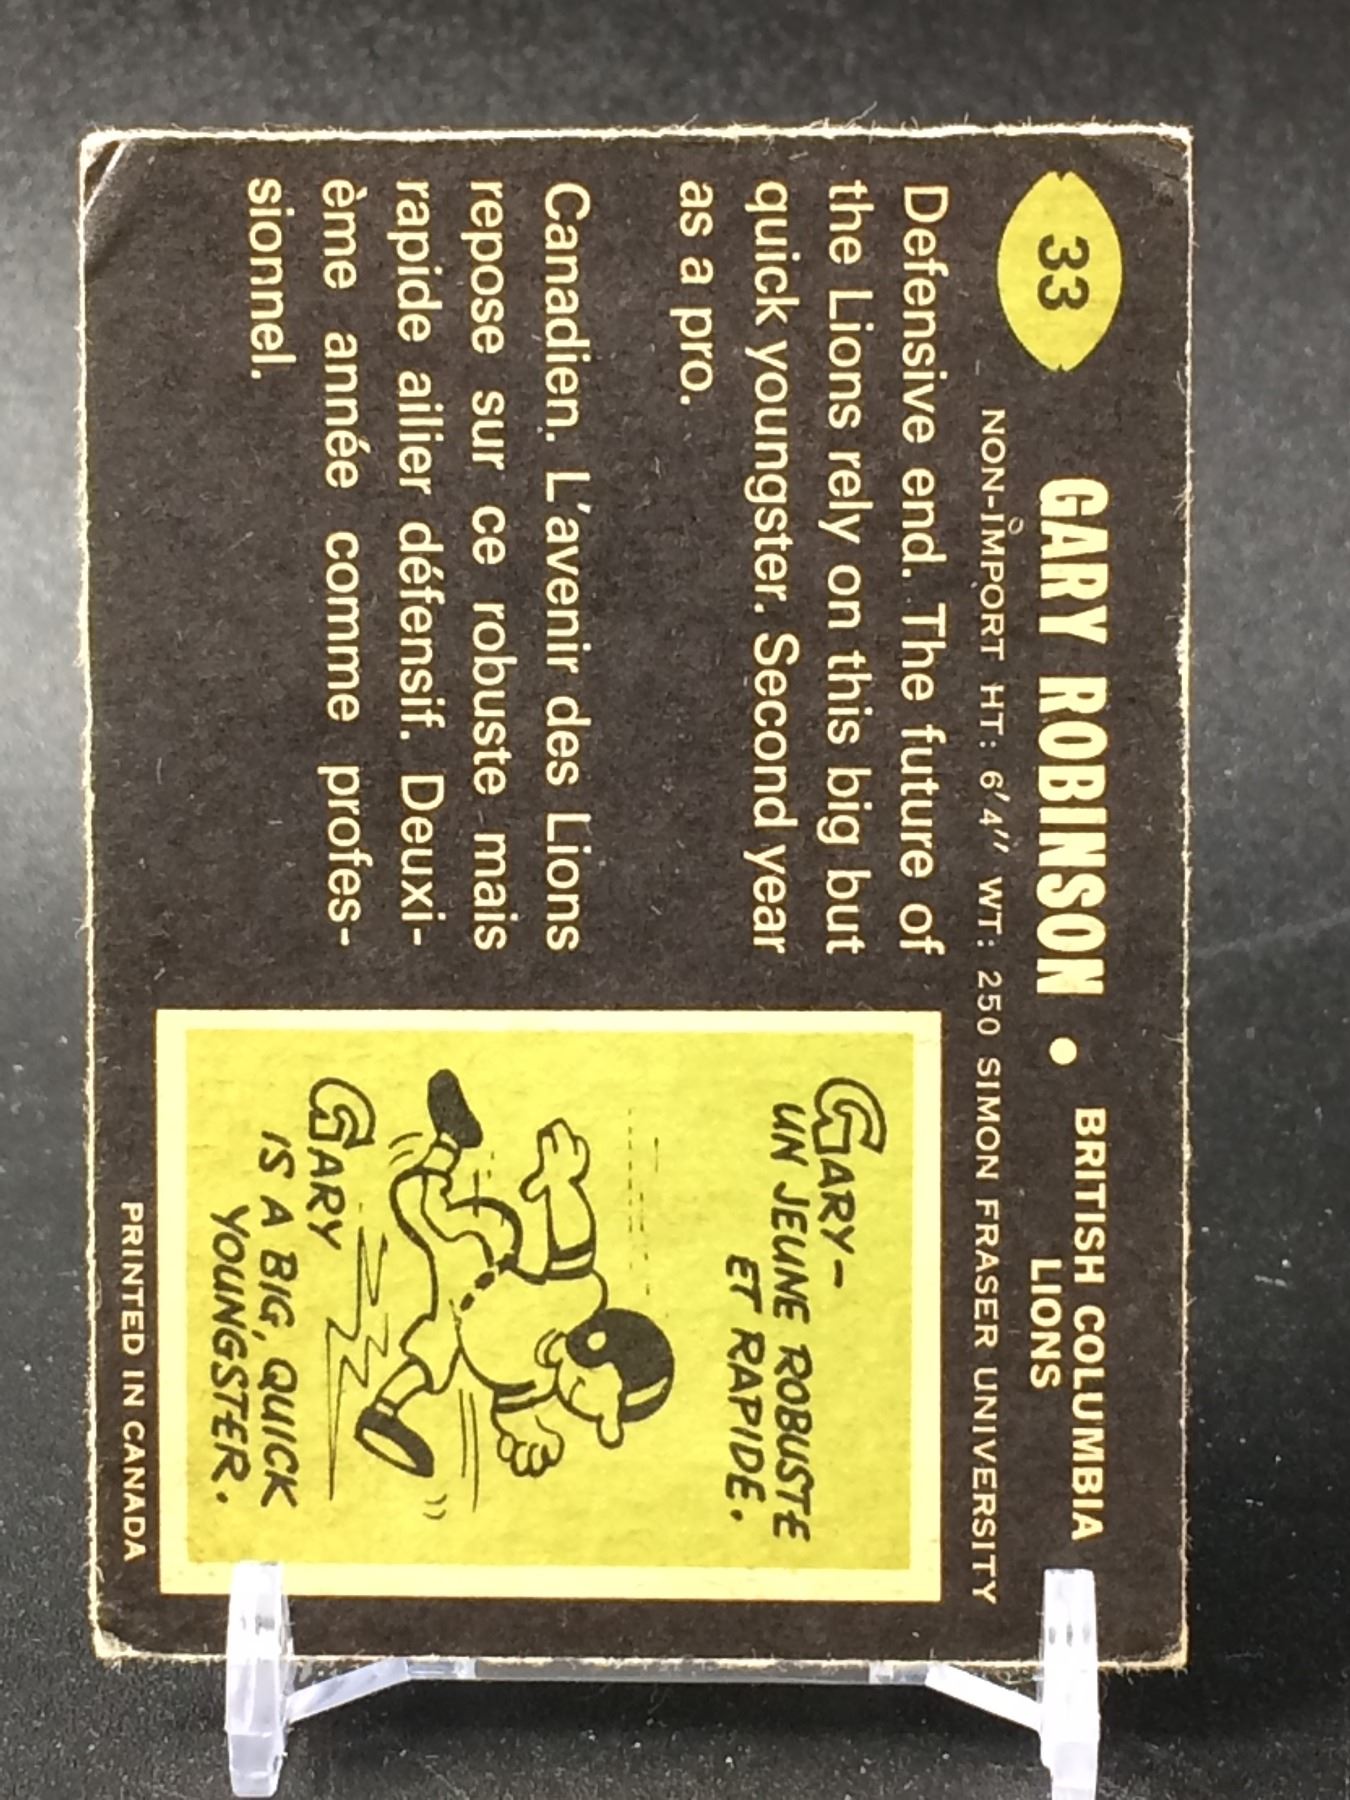 33
GARY ROBINSON • BRITISH COLUMBIA
LIONS
NON-IMPORT HT: 6'4" WT: 250 SIMON FRASER UNIVERSITY
Defensive end. The future of
the Lions rely on this big but
quick youngster. Second year
as a pro.
Canadien. L'avenir des Lions
repose sur ce robuste mais
rapide ailier défensif. Deuxi-
ème année comme profes-
sionnel.
GARY-
UN JEUNE ROBUSTE
ET RAPIDE.
GARY
IS A BIG, QUICK
YOUNGSTER.
PRINTED IN CANADA